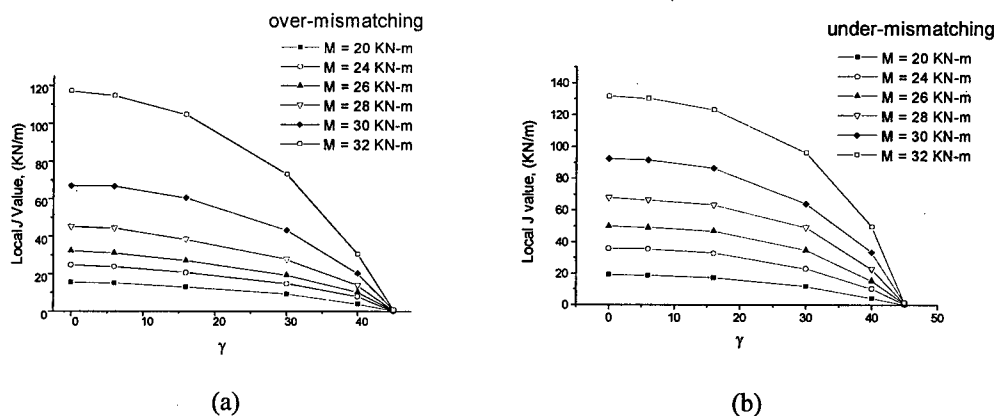 over-mismatching
M = 20 KN-m
M = 24 KN-m
M = 26 KN-m
M = 28 KN-m
M = 30 KN-m
M = 32 KN-m
Local J Value, (KN/m)
120
100
80
60
40
20
0
0 10 20 30 40
γ
(a)
under-mismatching
M = 20 KN-m
M = 24 KN-m
M = 26 KN-m
M = 28 KN-m
M = 30 KN-m
M = 32 KN-m
Local J value, (KN/m)
140
120
100
80
60
40
20
0
0 10 20 30 40 50
γ
(b)